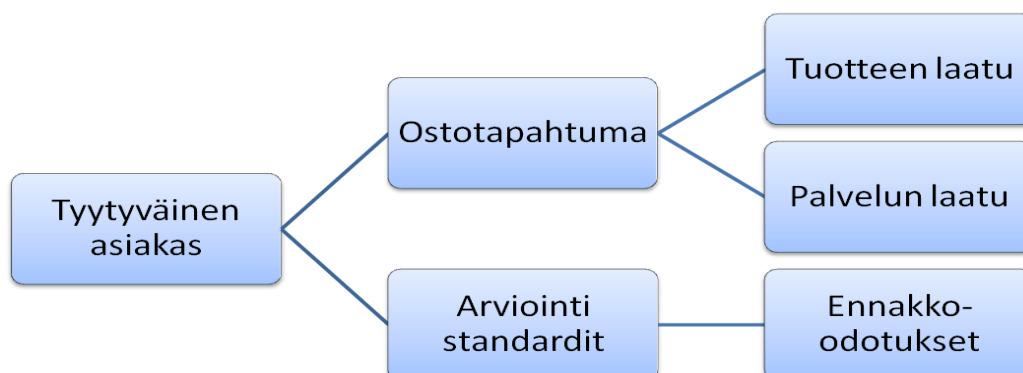 Tyytyväinen
asiakas
Ostotapahtuma
Tuotteen laatu
Palvelun laatu
Arviointi
standardit
Ennakko-
odotukset